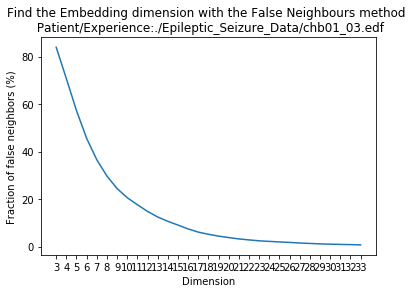 Find the Embedding dimension with the False Neighbours method
Patient/Experience:./Epileptic_Seizure_Data/chb01_03.edf
Fraction of false neighbors (%)
80
60
40
20
0
3 4 5 6 7 8 9 10 11 12 13 14 15 16 17 18 19 20 21 22 23 24 25 26 27 28 29 30 31 32 33
Dimension